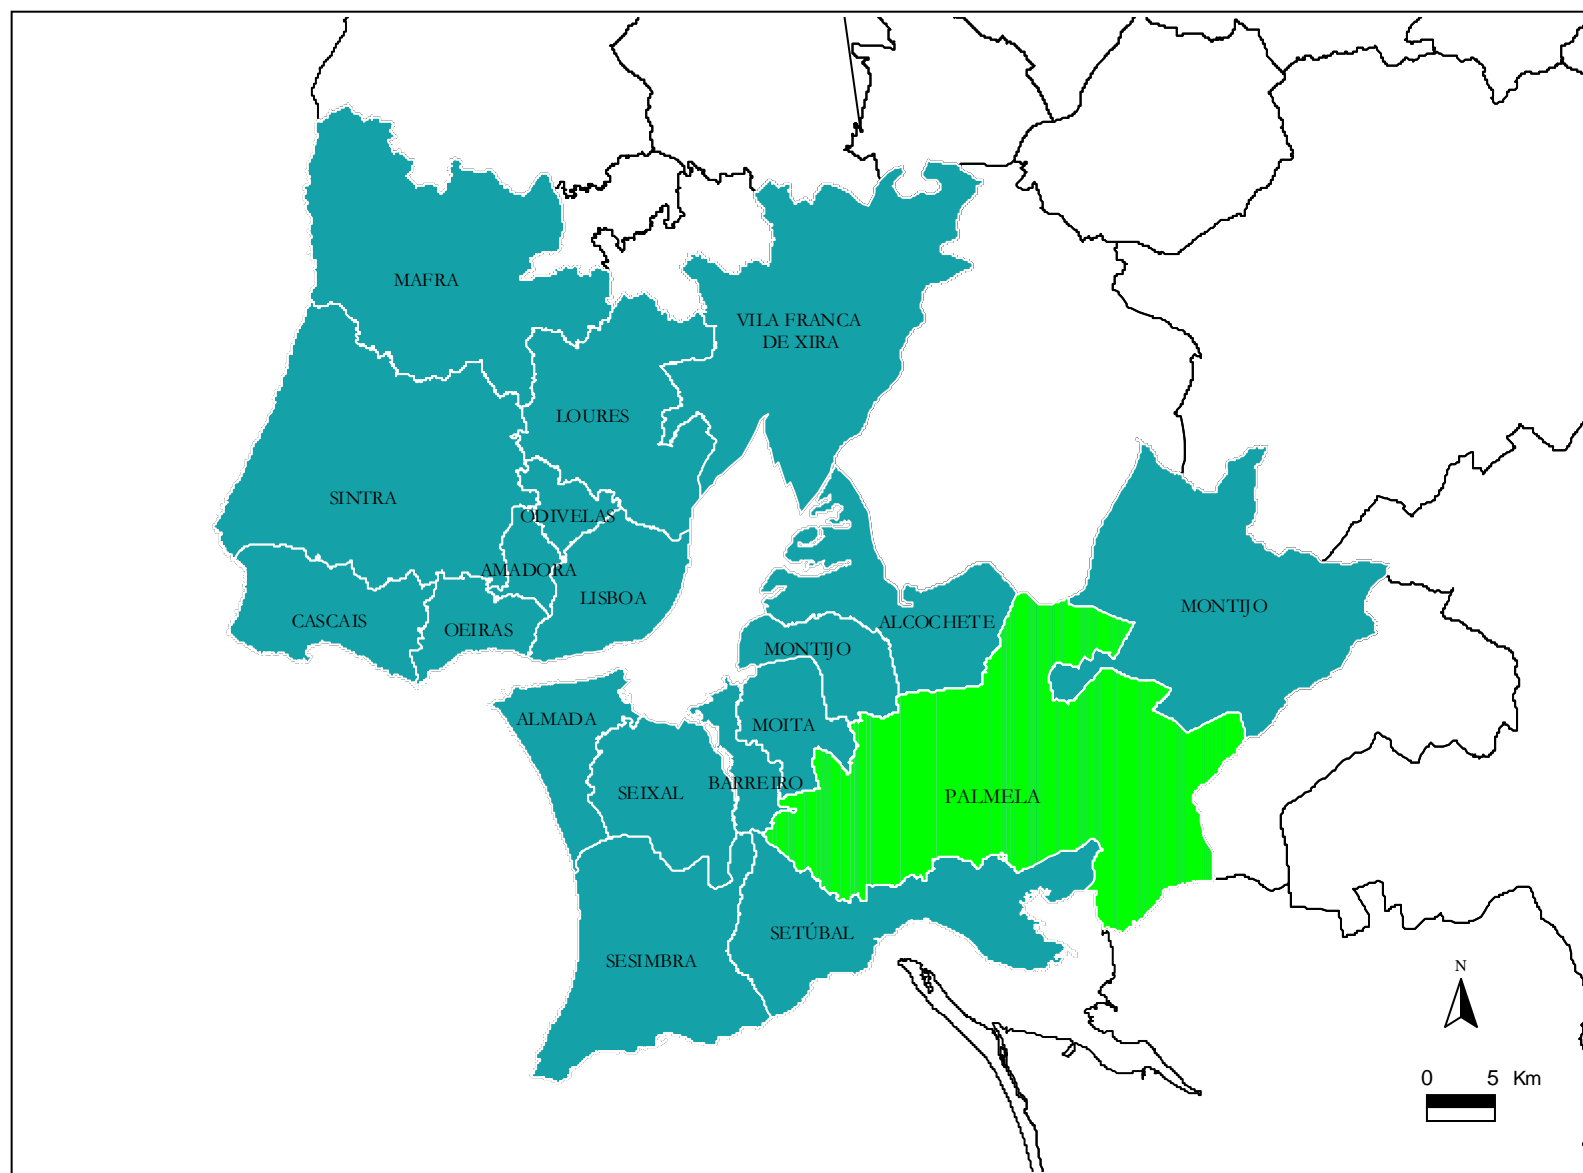 MAFRA
VILA FRANCA
DE XIRA
LOURES
SINTRA
ODIVELAS
AMADORA
LISBOA
CASCAIS
OEIRAS
ALCOCHETE
MONTIJO
MONTIJO
ALMADA
MOITA
SEIXAL
BARREIRO
PALMELA
SETÚBAL
SESIMBRA
N
0 5 Km